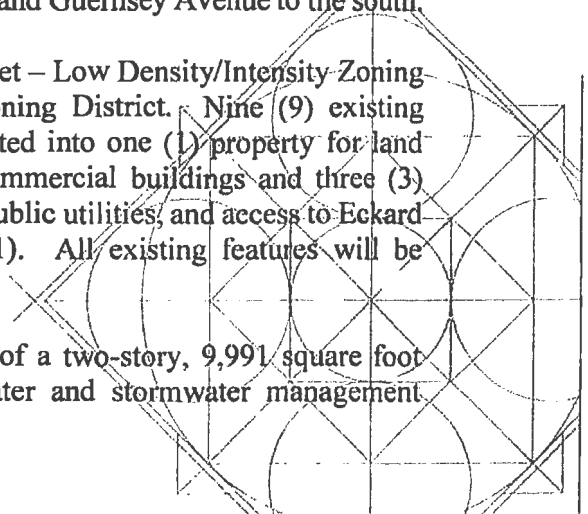 and Guernsey Avenue to the south.
et – Low Density/Intensity Zoning
ning District. Nine (9) existing
ted into one (1) property for land
mmercial buildings and three (3)
ublic utilities, and access to Eckard
1). All existing features will be
of a two-story, 9,991 square foot
ter and stormwater management